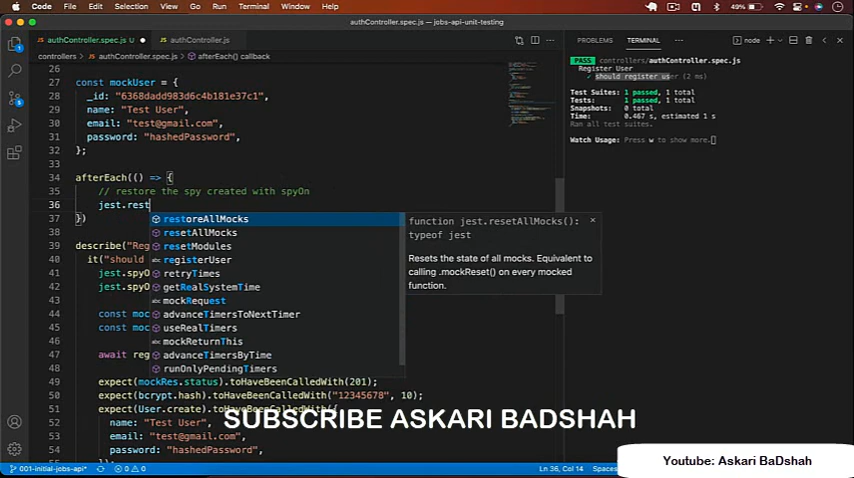 Code File Edit Selection View Go Run Terminal Window Help 49%
authController.spec.js — jobs-api-unit-testing
authController.spec.js U authController.js
controllers > authController.spec.js > afterEach() callback
26
27 const mockUser = {
28 _id: "6368dadd983d6c4b181e37c1",
29 name: "Test User",
30 email: "test@gmail.com",
31 password: "hashedPassword",
32 };
33
34 afterEach(() => {
35 // restore the spy created with spyOn
36 jest.rest
37 })
38
39 describe("Reg
40 it("should
41 jest.spyO
42 jest.spyO
43
44 const moc
45 const moc
46
47 await reg
restoreAllMocks
resetAllMocks
resetModules
registerUser
retryTimes
getRealSystemTime
mockRequest
advanceTimersToNextTimer
useRealTimers
mockReturnThis
advanceTimersByTime
runOnlyPendingTimers
function jest.resetAllMocks():
typeof jest
Resets the state of all mocks. Equivalent to
calling .mockReset() on every mocked
function.
49 expect(mockRes.status).toHaveBeenCalledWith(201);
50 expect(bcrypt.hash).toHaveBeenCalledWith("12345678", 10);
51 expect(User.create).toHaveBeenCalledWith({
52 name: "Test User",
53 email: "test@gmail.com",
54 password: "hashedPassword",
55 });
PROBLEMS TERMINAL node
PASS controllers/authController.spec.js
Register User
✓ should register user (2 ms)
Test Suites: 1 passed, 1 total
Tests: 1 passed, 1 total
Snapshots: 0 total
Time: 0.467 s, estimated 1 s
Ran all test suites.
Watch Usage: Press w to show more.
SUBSCRIBE ASKARI BADSHAH
Youtube: Askari BaDshah
001-initial-jobs-api* 0 0 Ln 36, Col 14 Spaces